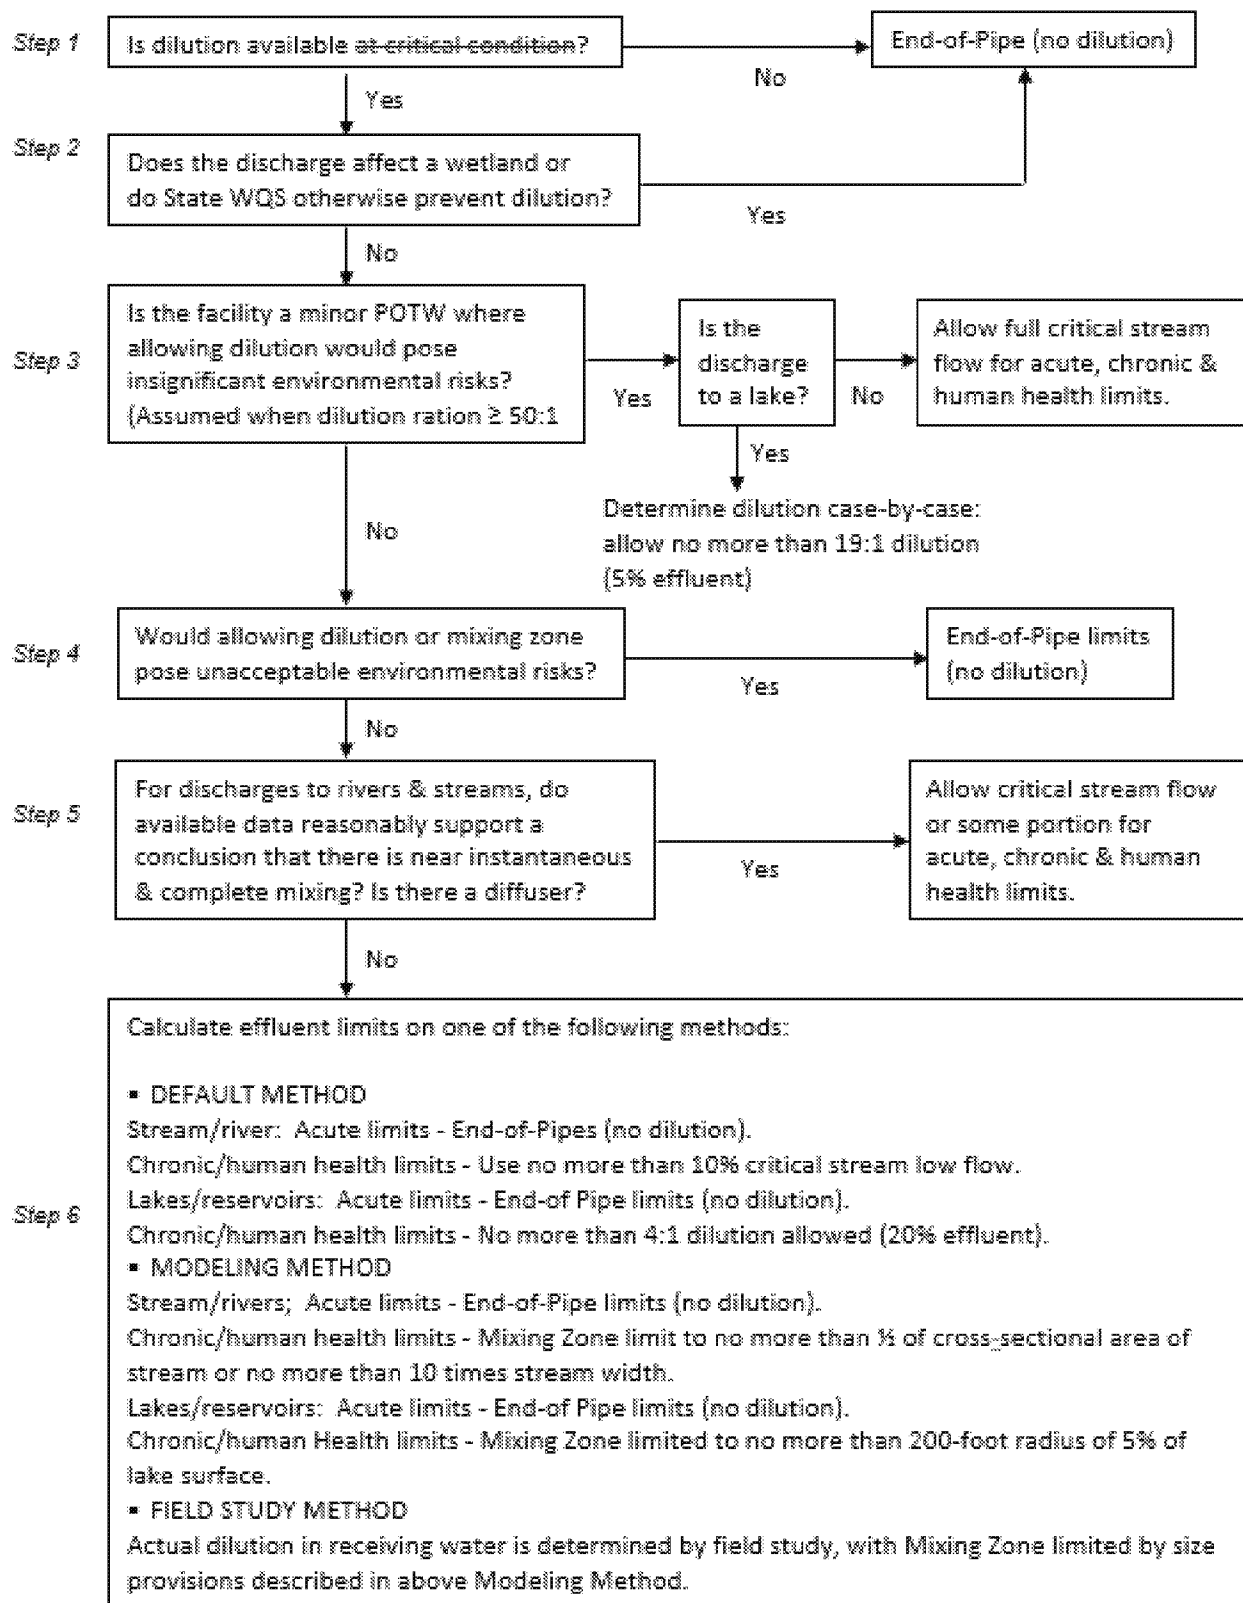 Step 1
Is dilution available at critical condition?
End-of-Pipe (no dilution)
No
Yes
Step 2
Does the discharge affect a wetland or
do State WQS otherwise prevent dilution?
Yes
No
Step 3
Is the facility a minor POTW where
allowing dilution would pose
insignificant environmental risks?
(Assumed when dilution ration ≥ 50:1
Yes
Is the
discharge
to a lake?
No
Allow full critical stream
flow for acute, chronic &
human health limits.
Yes
Determine dilution case-by-case:
allow no more than 19:1 dilution
(5% effluent)
No
Step 4
Would allowing dilution or mixing zone
pose unacceptable environmental risks?
Yes
End-of-Pipe limits
(no dilution)
No
Step 5
For discharges to rivers & streams, do
available data reasonably support a
conclusion that there is near instantaneous
& complete mixing? Is there a diffuser?
Yes
Allow critical stream flow
or some portion for
acute, chronic & human
health limits.
No
Step 6
Calculate effluent limits on one of the following methods:
▪ DEFAULT METHOD
Stream/river: Acute limits - End-of-Pipes (no dilution).
Chronic/human health limits - Use no more than 10% critical stream low flow.
Lakes/reservoirs: Acute limits - End-of Pipe limits (no dilution).
Chronic/human health limits - No more than 4:1 dilution allowed (20% effluent).
▪ MODELING METHOD
Stream/rivers; Acute limits - End-of-Pipe limits (no dilution).
Chronic/human health limits - Mixing Zone limit to no more than ½ of cross-sectional area of
stream or no more than 10 times stream width.
Lakes/reservoirs: Acute limits - End-of Pipe limits (no dilution).
Chronic/human Health limits - Mixing Zone limited to no more than 200-foot radius of 5% of
lake surface.
▪ FIELD STUDY METHOD
Actual dilution in receiving water is determined by field study, with Mixing Zone limited by size
provisions described in above Modeling Method.